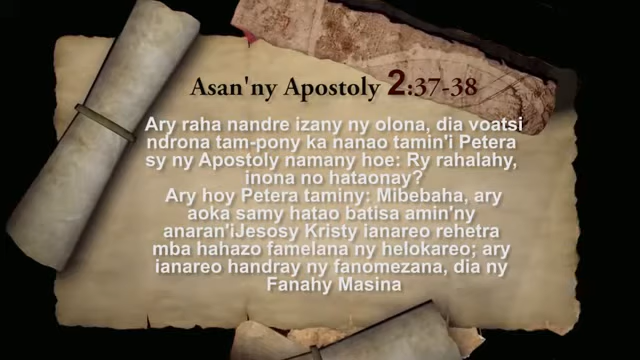 Asan'ny Apostoly 2:37-38
Ary raha nandre izany ny olona, dia voatsi
ndrona tam-pony ka nanao tamin'i Petera
sy ny Apostoly namany hoe: Ry rahalahy,
inona no hataonay?
Ary hoy Petera taminy: Mibebaha, ary
aoka samy hatao batisa amin'ny
anaran'iJesosy Kristy ianareo rehetra
mba hahazo famelana ny helokareo; ary
ianareo handray ny fanomezana, dia ny
Fanahy Masina